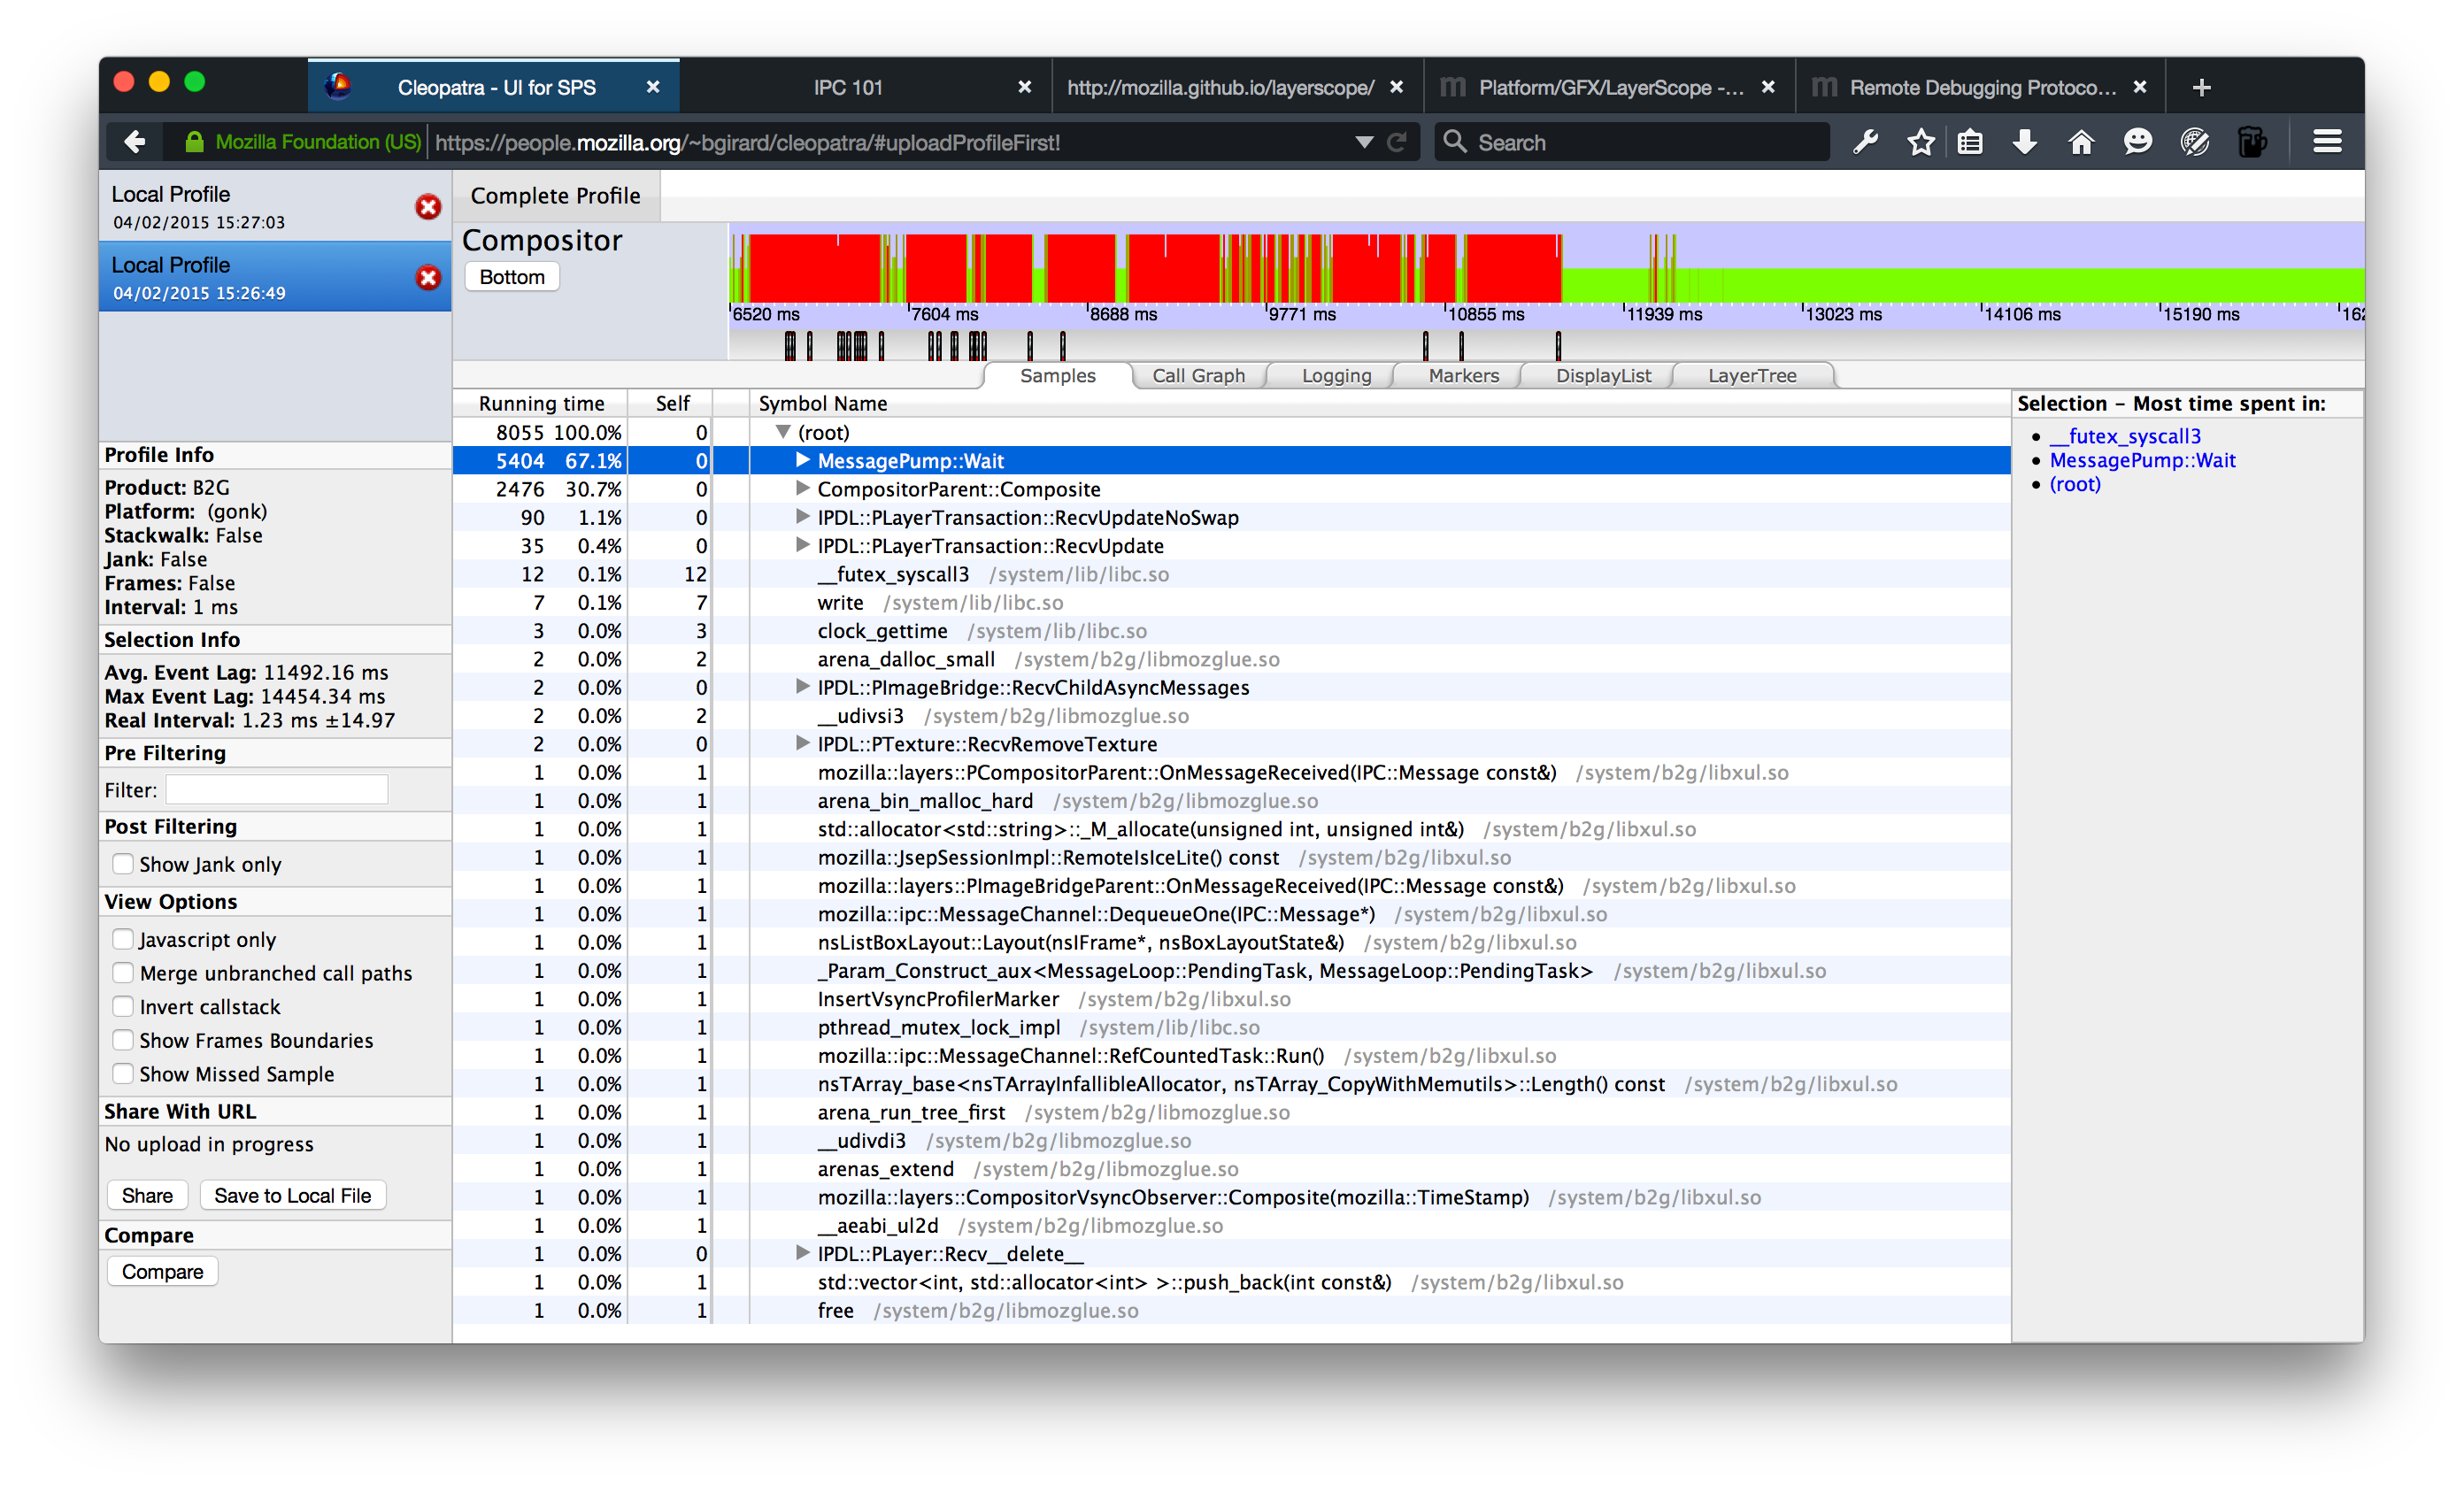 Cleopatra - UI for SPS
IPC 101
http://mozilla.github.io/layerscope/
Platform/GFX/LayerScope -...
Remote Debugging Protoco...
Mozilla Foundation (US)
https://people.mozilla.org/~bgirard/cleopatra/#uploadProfileFirst!
Search
Local Profile
04/02/2015 15:27:03
Local Profile
04/02/2015 15:26:49
Complete Profile
Compositor
Bottom
6520 ms 7604 ms 8688 ms 9771 ms 10855 ms 11939 ms 13023 ms 14106 ms 15190 ms
Samples Call Graph Logging Markers DisplayList LayerTree
Running time Self Symbol Name
8055 100.0% 0 (root)
5404 67.1% 0 MessagePump::Wait
2476 30.7% 0 CompositorParent::Composite
90 1.1% 0 IPDL::PLayerTransaction::RecvUpdateNoSwap
35 0.4% 0 IPDL::PLayerTransaction::RecvUpdate
12 0.1% 12 __futex_syscall3 /system/lib/libc.so
7 0.1% 7 write /system/lib/libc.so
3 0.0% 3 clock_gettime /system/lib/libc.so
2 0.0% 2 arena_dalloc_small /system/b2g/libmozglue.so
2 0.0% 0 IPDL::PImageBridge::RecvChildAsyncMessages
2 0.0% 2 __udivsi3 /system/b2g/libmozglue.so
2 0.0% 0 IPDL::PTexture::RecvRemoveTexture
1 0.0% 1 mozilla::layers::PCompositorParent::OnMessageReceived(IPC::Message const&) /system/b2g/libxul.so
1 0.0% 1 arena_bin_malloc_hard /system/b2g/libmozglue.so
1 0.0% 1 std::allocator<std::string>::_M_allocate(unsigned int, unsigned int&) /system/b2g/libxul.so
1 0.0% 1 mozilla::JsepSessionImpl::RemoteIsIceLite() const /system/b2g/libxul.so
1 0.0% 1 mozilla::layers::PImageBridgeParent::OnMessageReceived(IPC::Message const&) /system/b2g/libxul.so
1 0.0% 1 mozilla::ipc::MessageChannel::DequeueOne(IPC::Message*) /system/b2g/libxul.so
1 0.0% 1 nsListBoxLayout::Layout(nsIFrame*, nsBoxLayoutState&) /system/b2g/libxul.so
1 0.0% 1 _Param_Construct_aux<MessageLoop::PendingTask, MessageLoop::PendingTask> /system/b2g/libxul.so
1 0.0% 1 InsertVsyncProfilerMarker /system/b2g/libxul.so
1 0.0% 1 pthread_mutex_lock_impl /system/lib/libc.so
1 0.0% 1 mozilla::ipc::MessageChannel::RefCountedTask::Run() /system/b2g/libxul.so
1 0.0% 1 nsTArray_base<nsTArrayInfallibleAllocator, nsTArray_CopyWithMemutils>::Length() const /system/b2g/libxul.so
1 0.0% 1 arena_run_tree_first /system/b2g/libmozglue.so
1 0.0% 1 __udivdi3 /system/b2g/libmozglue.so
1 0.0% 1 arenas_extend /system/b2g/libmozglue.so
1 0.0% 1 mozilla::layers::CompositorVsyncObserver::Composite(mozilla::TimeStamp) /system/b2g/libxul.so
1 0.0% 1 __aeabi_ul2d /system/b2g/libmozglue.so
1 0.0% 0 IPDL::PLayer::Recv__delete__
1 0.0% 1 std::vector<int, std::allocator<int> >::push_back(int const&) /system/b2g/libxul.so
1 0.0% 1 free /system/b2g/libmozglue.so
Selection – Most time spent in:
__futex_syscall3
MessagePump::Wait
(root)
Profile Info
Product: B2G
Platform: (gonk)
Stackwalk: False
Jank: False
Frames: False
Interval: 1 ms
Selection Info
Avg. Event Lag: 11492.16 ms
Max Event Lag: 14454.34 ms
Real Interval: 1.23 ms ±14.97
Pre Filtering
Filter:
Post Filtering
Show Jank only
View Options
Javascript only
Merge unbranched call paths
Invert callstack
Show Frames Boundaries
Show Missed Sample
Share With URL
No upload in progress
Share Save to Local File
Compare
Compare